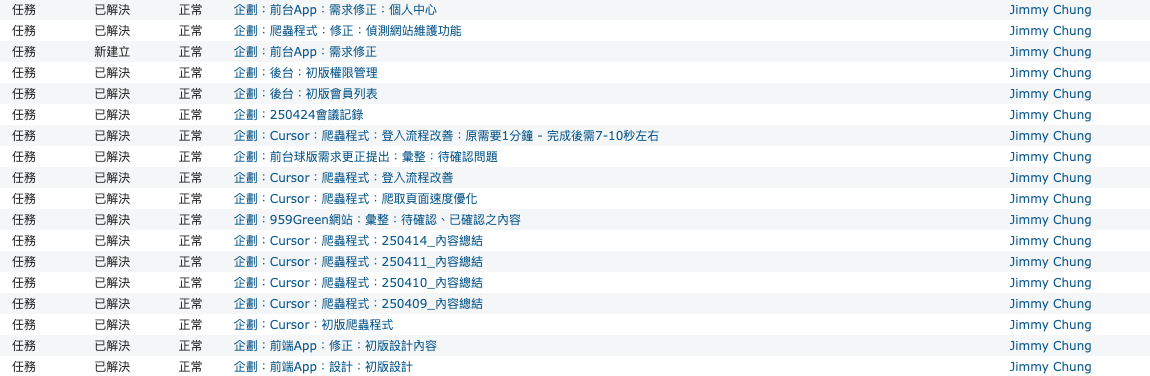 任務 已解決 正常 企劃：前台App：需求修正：個人中心 Jimmy Chung
任務 已解決 正常 企劃：爬蟲程式：修正：偵測網站維護功能 Jimmy Chung
任務 新建立 正常 企劃：前台App：需求修正 Jimmy Chung
任務 已解決 正常 企劃：後台：初版權限管理 Jimmy Chung
任務 已解決 正常 企劃：後台：初版會員列表 Jimmy Chung
任務 已解決 正常 企劃：250424會議記錄 Jimmy Chung
任務 已解決 正常 企劃：Cursor：爬蟲程式：登入流程改善：原需要1分鐘 - 完成後需7-10秒左右 Jimmy Chung
任務 已解決 正常 企劃：前台球版需求更正提出：彙整：待確認問題 Jimmy Chung
任務 已解決 正常 企劃：Cursor：爬蟲程式：登入流程改善 Jimmy Chung
任務 已解決 正常 企劃：Cursor：爬蟲程式：爬取頁面速度優化 Jimmy Chung
任務 已解決 正常 企劃：959Green網站：彙整：待確認、已確認之內容 Jimmy Chung
任務 已解決 正常 企劃：Cursor：爬蟲程式：250414_內容總結 Jimmy Chung
任務 已解決 正常 企劃：Cursor：爬蟲程式：250411_內容總結 Jimmy Chung
任務 已解決 正常 企劃：Cursor：爬蟲程式：250410_內容總結 Jimmy Chung
任務 已解決 正常 企劃：Cursor：爬蟲程式：250409_內容總結 Jimmy Chung
任務 已解決 正常 企劃：Cursor：初版爬蟲程式 Jimmy Chung
任務 已解決 正常 企劃：前端App：修正：初版設計內容 Jimmy Chung
任務 已解決 正常 企劃：前端App：設計：初版設計 Jimmy Chung